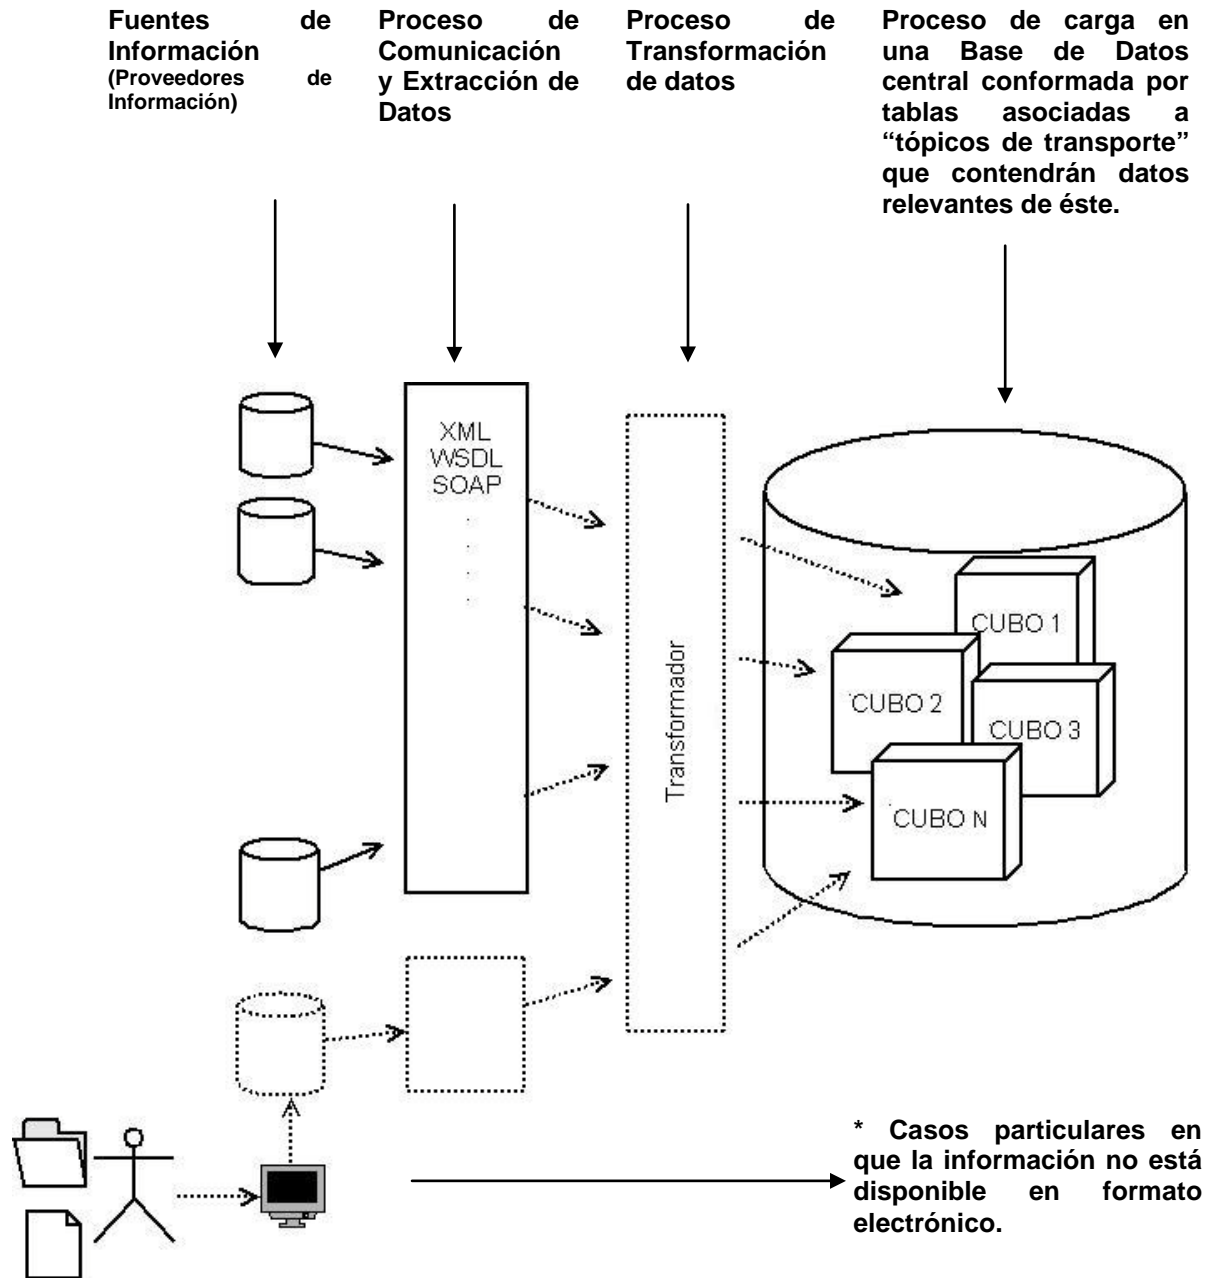 Fuentes de
Información
(Proveedores de
Información)
Proceso de
Comunicación
y Extracción de
Datos
Proceso de
Transformación
de datos
Proceso de carga en
una Base de Datos
central conformada por
tablas asociadas a
“tópicos de transporte”
que contendrán datos
relevantes de éste.
XML
WSDL
SOAP
.
.
.
.
Transformador
CUBO 1
CUBO 2
CUBO 3
CUBO N
* Casos particulares en
que la información no está
disponible en formato
electrónico.